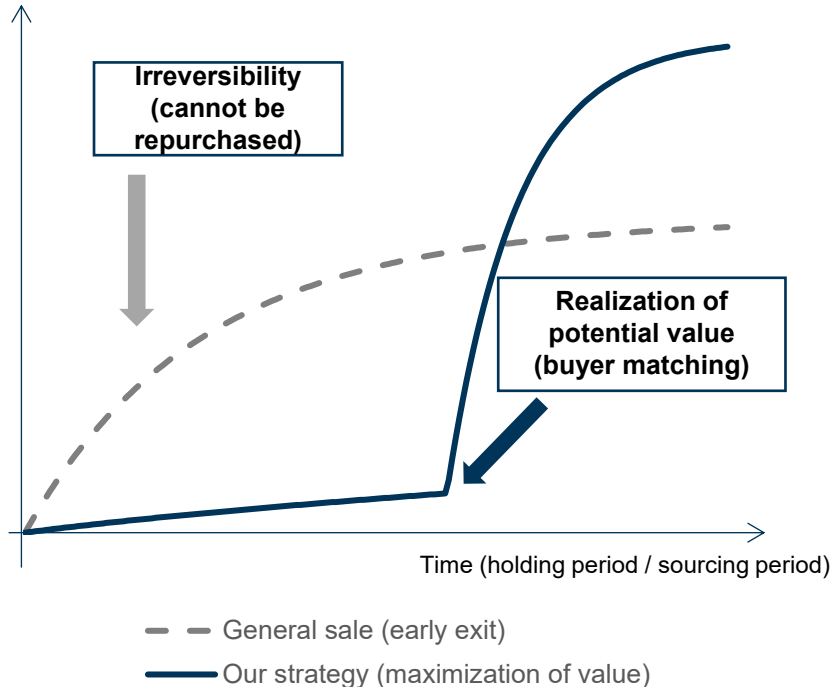 Irreversibility
(cannot be
repurchased)
Realization of
potential value
(buyer matching)
Time (holding period / sourcing period)
General sale (early exit)
Our strategy (maximization of value)